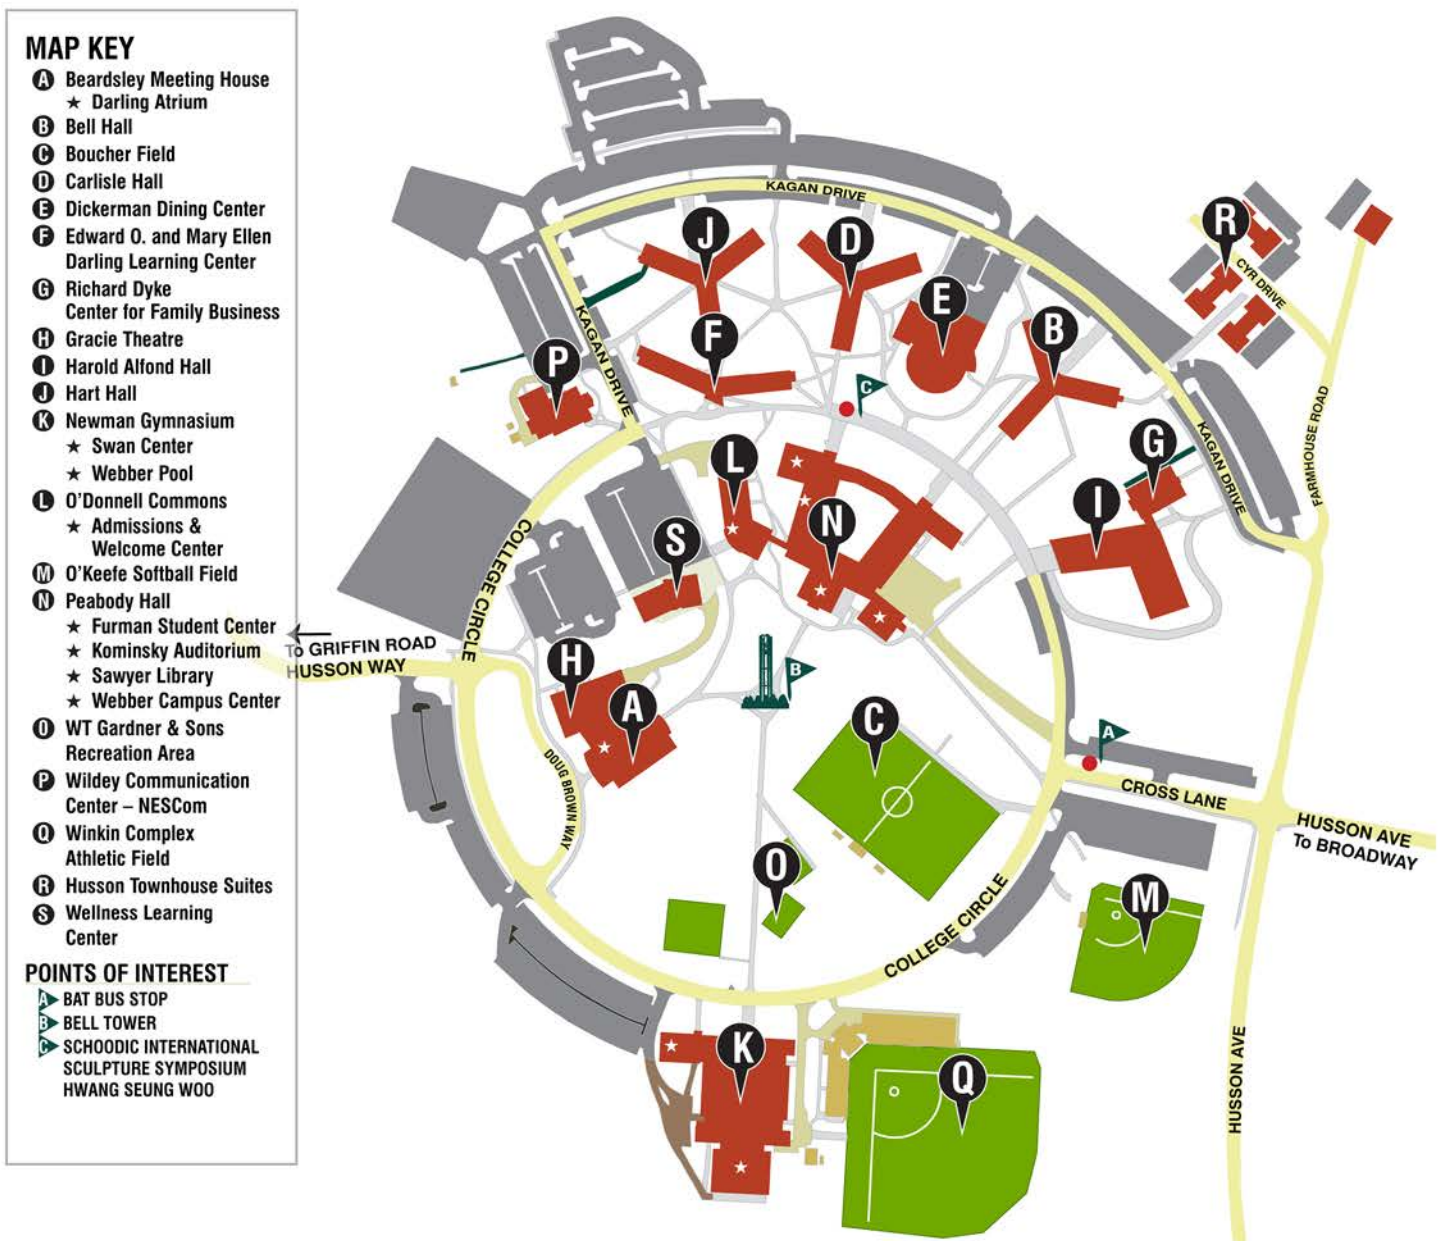 MAP KEY
A Beardsley Meeting House
★ Darling Atrium
B Bell Hall
C Boucher Field
D Carlisle Hall
E Dickerman Dining Center
F Edward O. and Mary Ellen
Darling Learning Center
G Richard Dyke
Center for Family Business
H Gracie Theatre
I Harold Alfond Hall
J Hart Hall
K Newman Gymnasium
★ Swan Center
★ Webber Pool
L O'Donnell Commons
★ Admissions &
Welcome Center
M O'Keefe Softball Field
N Peabody Hall
★ Furman Student Center
★ Kominsky Auditorium
★ Sawyer Library
★ Webber Campus Center
O WT Gardner & Sons
Recreation Area
P Wildey Communication
Center – NESCom
Q Winkin Complex
Athletic Field
R Husson Townhouse Suites
S Wellness Learning
Center
POINTS OF INTEREST
A BAT BUS STOP
B BELL TOWER
C SCHOODIC INTERNATIONAL
SCULPTURE SYMPOSIUM
HWANG SEUNG WOO
KAGAN DRIVE
R
J
D
CYR DRIVE
E
B
F
P
KAGAN DRIVE
C
FARMHOUSE ROAD
KAGAN DRIVE
G
L
I
N
S
COLLEGE CIRCLE
To GRIFFIN ROAD
HUSSON WAY
H
B
A
C
A
DOUG BROWN WAY
CROSS LANE
HUSSON AVE
To BROADWAY
O
M
COLLEGE CIRCLE
K
Q
HUSSON AVE